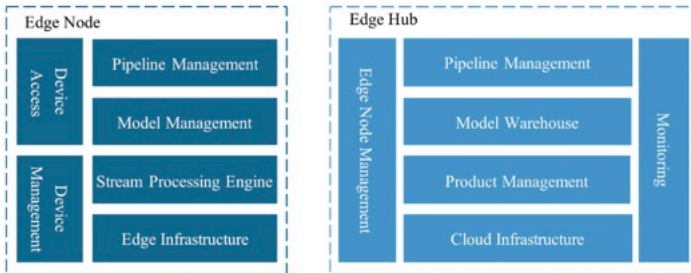 Edge Node
Device
Access
Device
Management
Pipeline Management
Model Management
Stream Processing Engine
Edge Infrastructure
Edge Hub
Edge Node Management
Pipeline Management
Model Warehouse
Product Management
Cloud Infrastructure
Monitoring